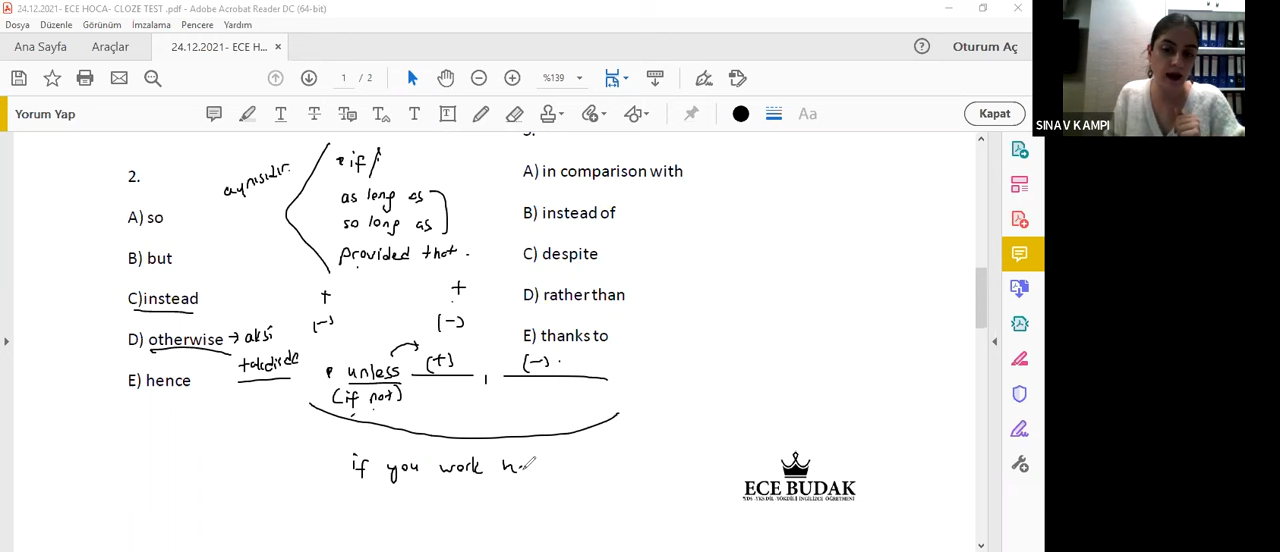 24.12.2021- ECE HOCA- CLOZE TEST .pdf - Adobe Acrobat Reader DC (64-bit)
Dosya Düzenle Görünüm İmzalama Pencere Yardım
Ana Sayfa Araçlar 24.12.2021- ECE H... × Oturum Aç
1 / 2 %139
Yorum Yap Aa Kapat
SINAV KAMPI
2.
A) so
B) but
C)instead
D) otherwise → aksi
takdirde
E) hence
aynısıdır.
if /
as long as
so long as
provided that.
+ +
(-) (-)
unless (+) , (-)
(if not)
if you work h
3.
A) in comparison with
B) instead of
C) despite
D) rather than
E) thanks to
ECE BUDAK